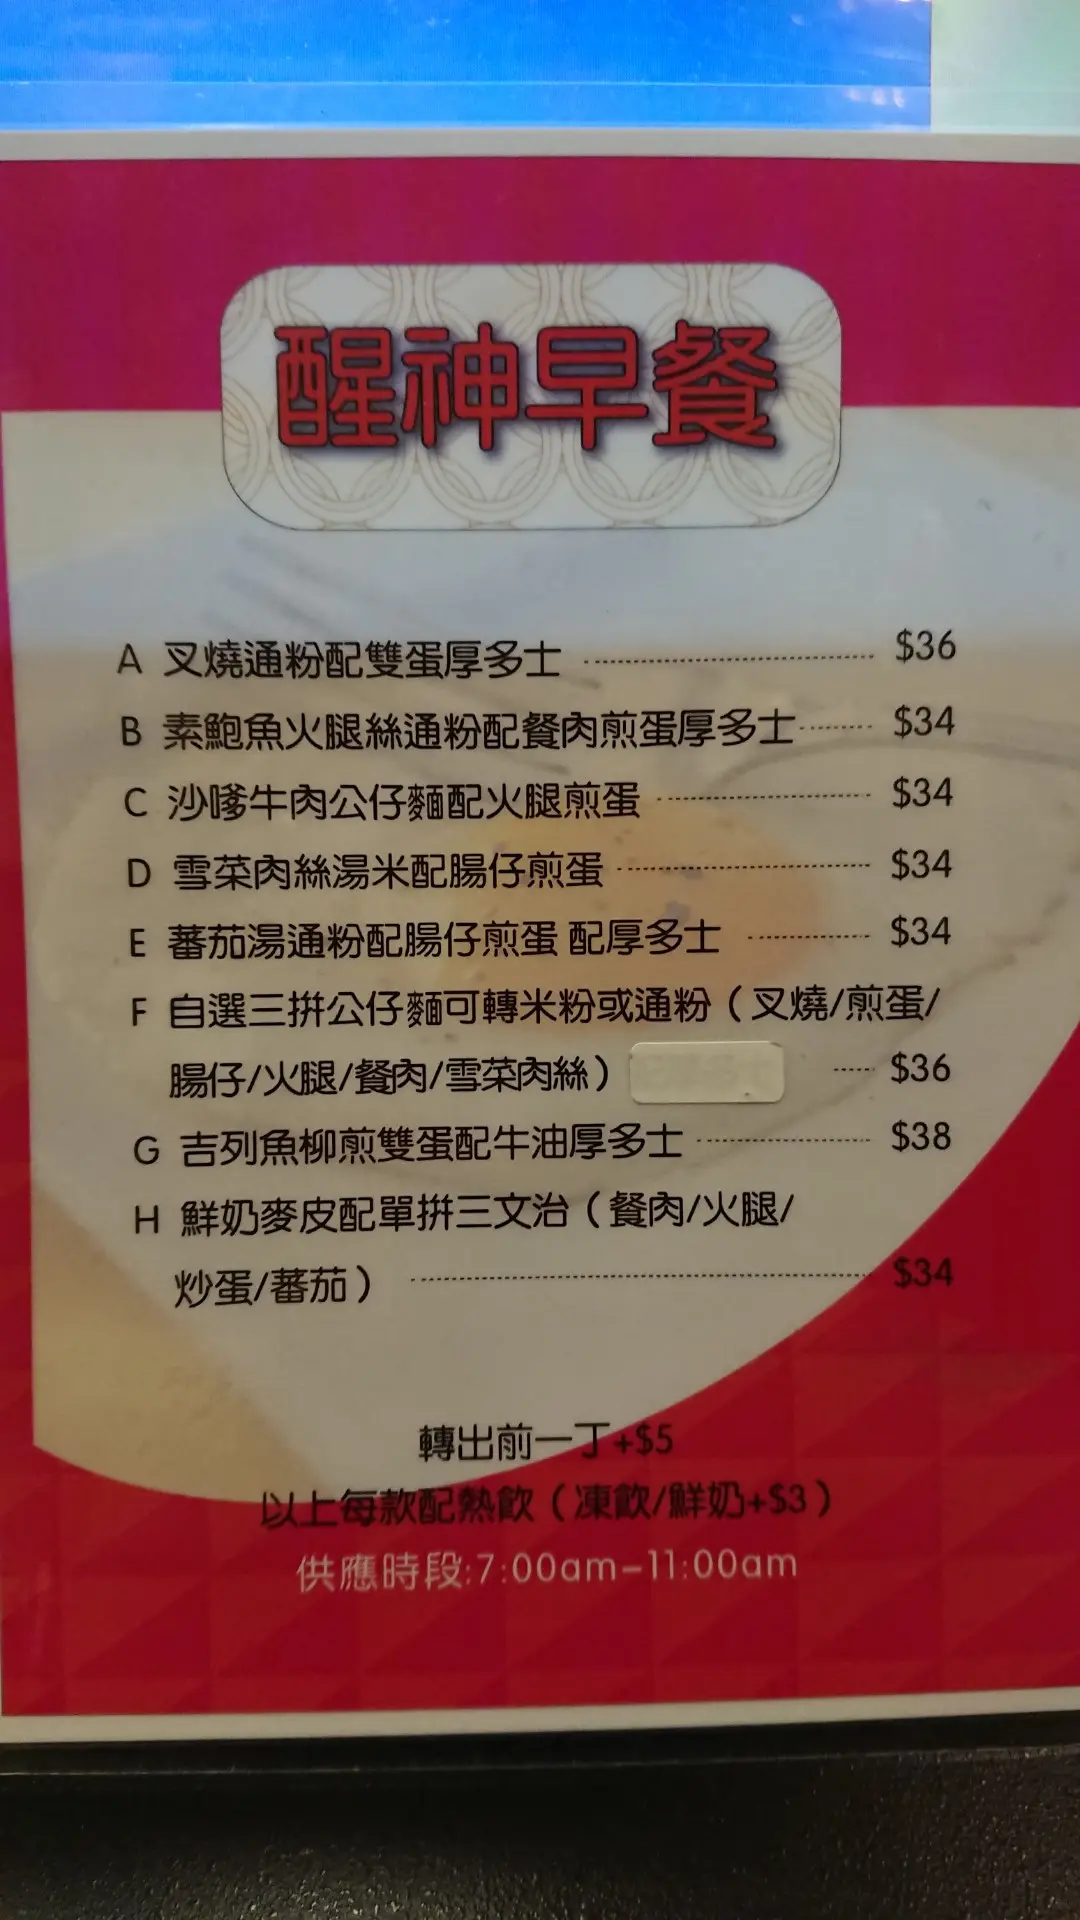 醒神早餐
A 叉燒通粉配雙蛋厚多士 $36
B 素鮑魚火腿絲通粉配餐肉煎蛋厚多士 $34
C 沙嗲牛肉公仔麵配火腿煎蛋 $34
D 雪菜肉絲湯米配腸仔煎蛋 $34
E 蕃茄湯通粉配腸仔煎蛋 配厚多士 $34
F 自選三拼公仔麵可轉米粉或通粉（叉燒/煎蛋/
腸仔/火腿/餐肉/雪菜肉絲） $36
G 吉列魚柳煎雙蛋配牛油厚多士 $38
H 鮮奶麥皮配單拼三文治（餐肉/火腿/
炒蛋/蕃茄） $34
轉出前一丁+$5
以上每款配熱飲（凍飲/鮮奶+$3）
供應時段:7:00am-11:00am